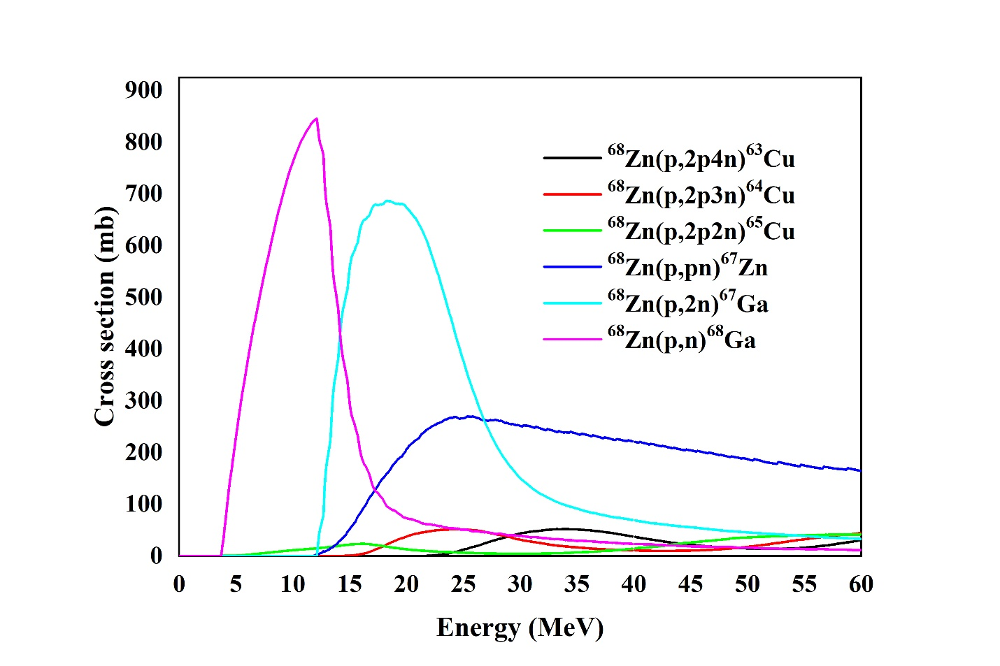 900
800
700
600
500
400
300
200
100
0
Cross section (mb)
⁶⁸Zn(p,2p4n)⁶³Cu
⁶⁸Zn(p,2p3n)⁶⁴Cu
⁶⁸Zn(p,2p2n)⁶⁵Cu
⁶⁸Zn(p,pn)⁶⁷Zn
⁶⁸Zn(p,2n)⁶⁷Ga
⁶⁸Zn(p,n)⁶⁸Ga
0 5 10 15 20 25 30 35 40 45 50 55 60
Energy (MeV)